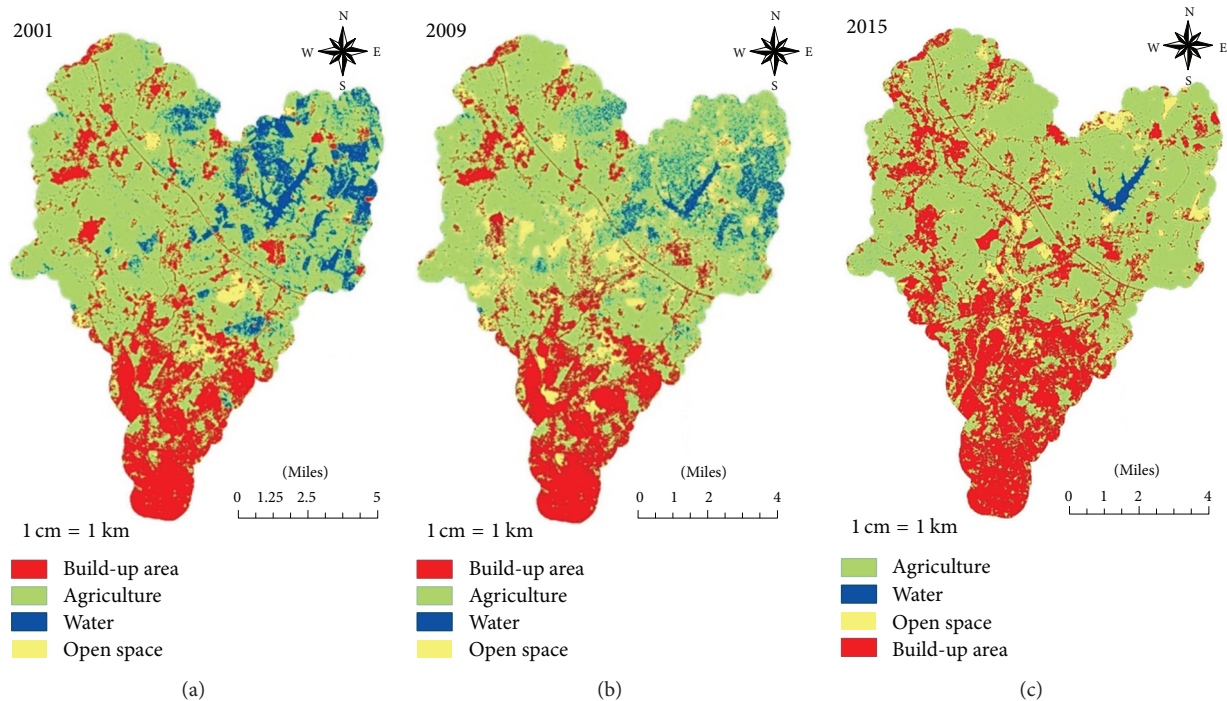 2001
N
W E
S
(Miles)
0 1.25 2.5 5
1 cm = 1 km
Build-up area
Agriculture
Water
Open space
(a)
2009
N
W E
S
(Miles)
0 1 2 4
1 cm = 1 km
Build-up area
Agriculture
Water
Open space
(b)
2015
N
W E
S
(Miles)
0 1 2 4
1 cm = 1 km
Agriculture
Water
Open space
Build-up area
(c)